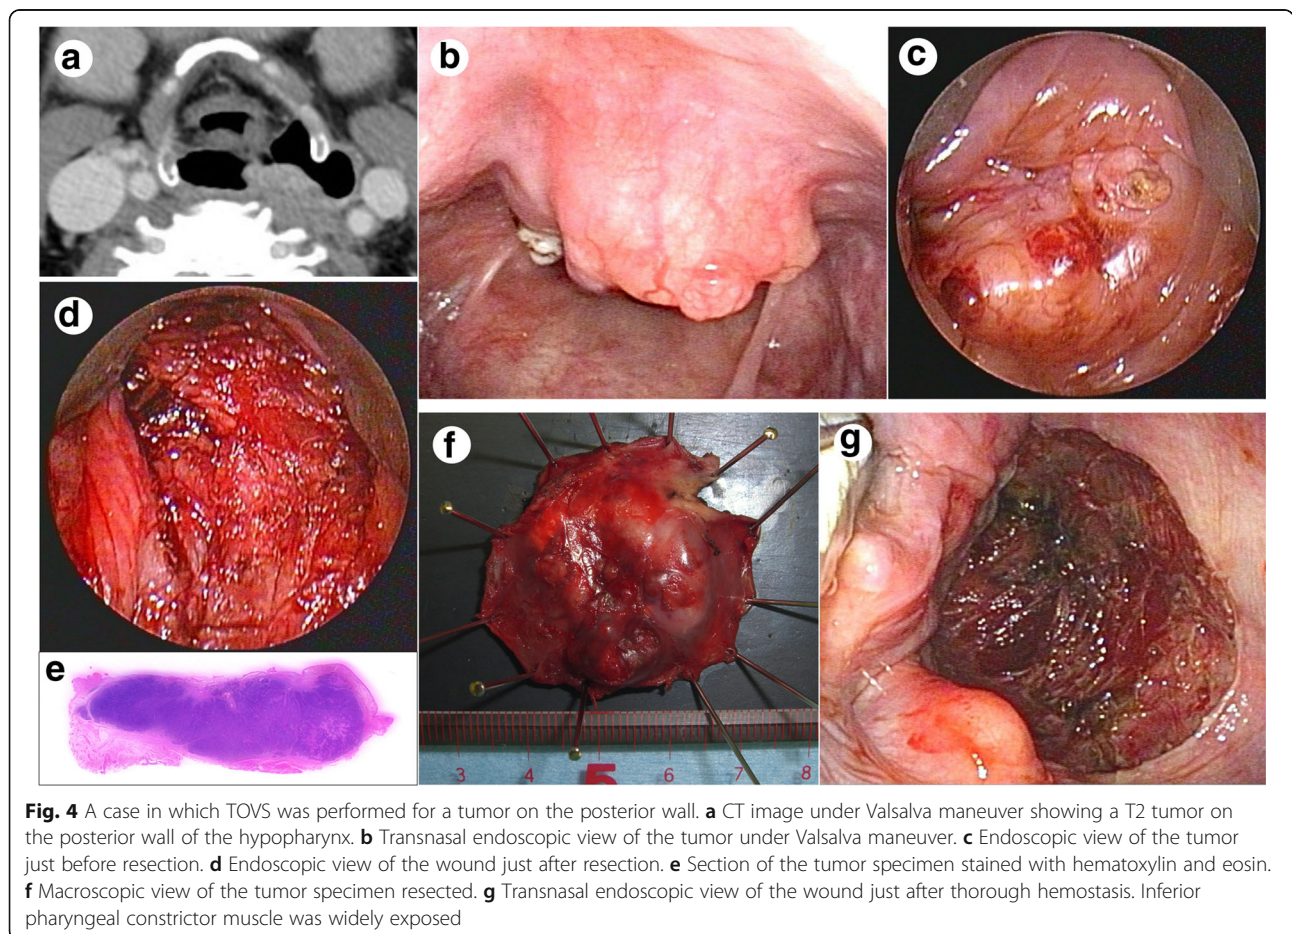 a
b
c
d
e
f
g
3 4 5 6 7 8
Fig. 4 A case in which TOVS was performed for a tumor on the posterior wall. a CT image under Valsalva maneuver showing a T2 tumor on
the posterior wall of the hypopharynx. b Transnasal endoscopic view of the tumor under Valsalva maneuver. c Endoscopic view of the tumor
just before resection. d Endoscopic view of the wound just after resection. e Section of the tumor specimen stained with hematoxylin and eosin.
f Macroscopic view of the tumor specimen resected. g Transnasal endoscopic view of the wound just after thorough hemostasis. Inferior
pharyngeal constrictor muscle was widely exposed